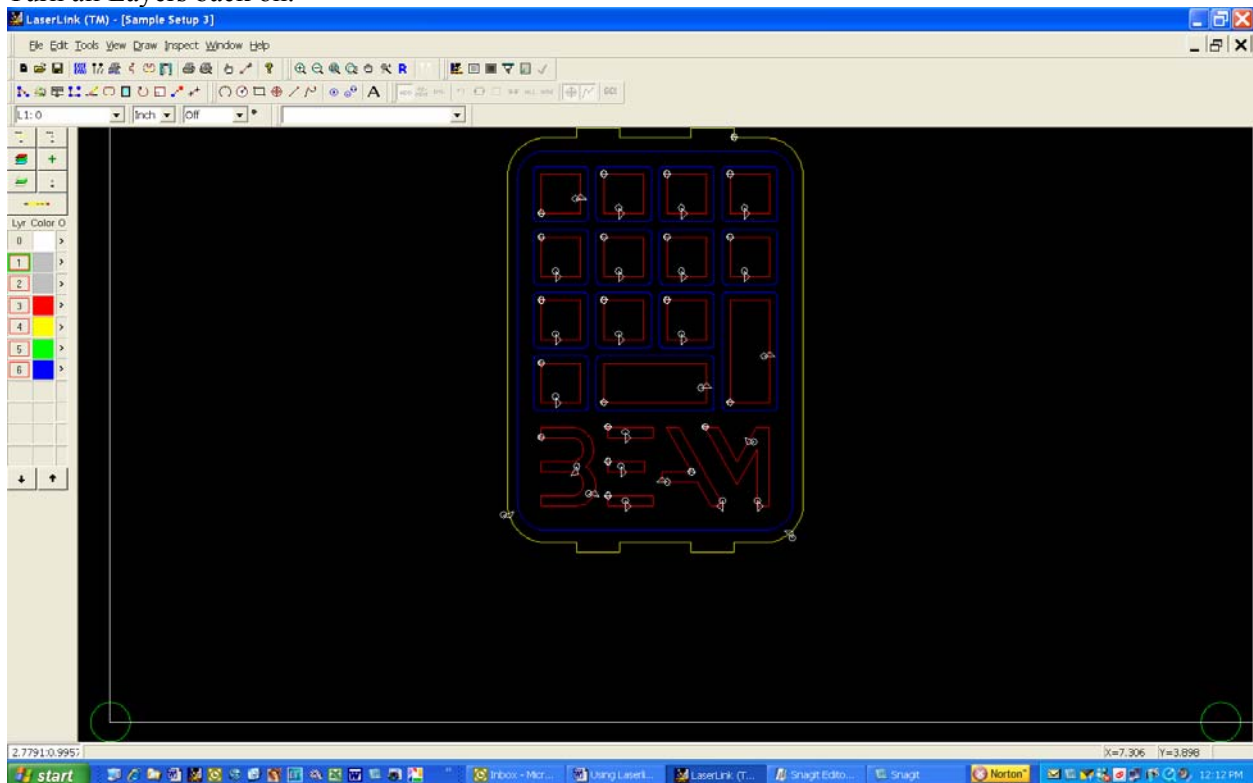 Turn all Layers back on.
LaserLink (TM) - [Sample Setup 3]
File Edit Tools View Draw Inspect Window Help
R
A
L1: 0 Inch Off
Lyr Color O
0
1
2
3
4
5
6
BEAM
2.7791:0.9957 X=7.306 Y=3.898
start Inbox - Micr... Using Laserli... LaserLink (T... SnagIt Edito... SnagIt Norton 12:12 PM